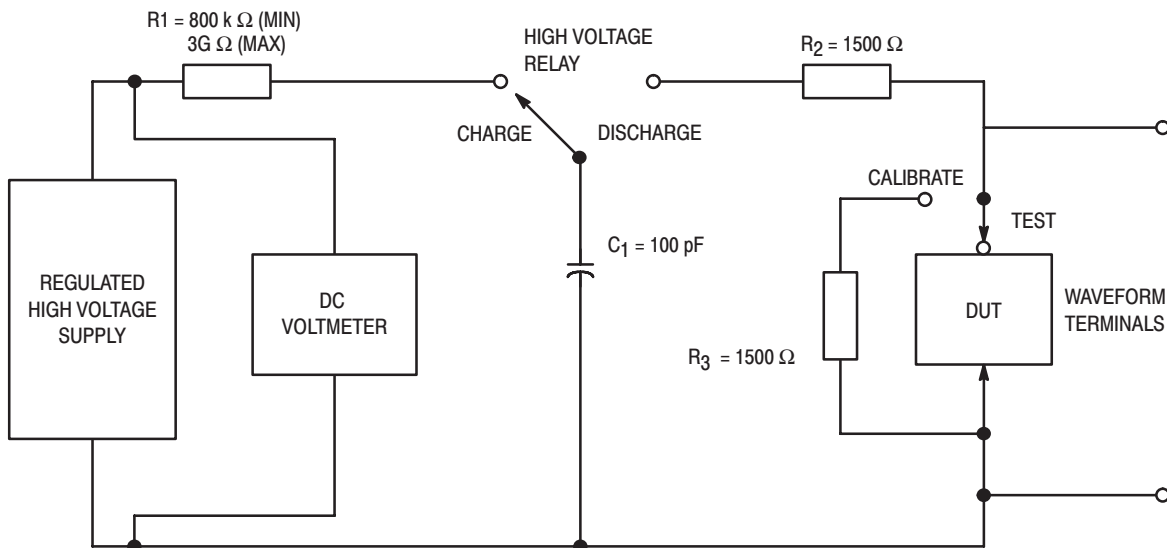 R1 = 800 k Ω (MIN)
3G Ω (MAX)
HIGH VOLTAGE
RELAY
R2 = 1500 Ω
CHARGE
DISCHARGE
CALIBRATE
TEST
C1 = 100 pF
REGULATED
HIGH VOLTAGE
SUPPLY
DC
VOLTMETER
DUT
WAVEFORM
TERMINALS
R3 = 1500 Ω